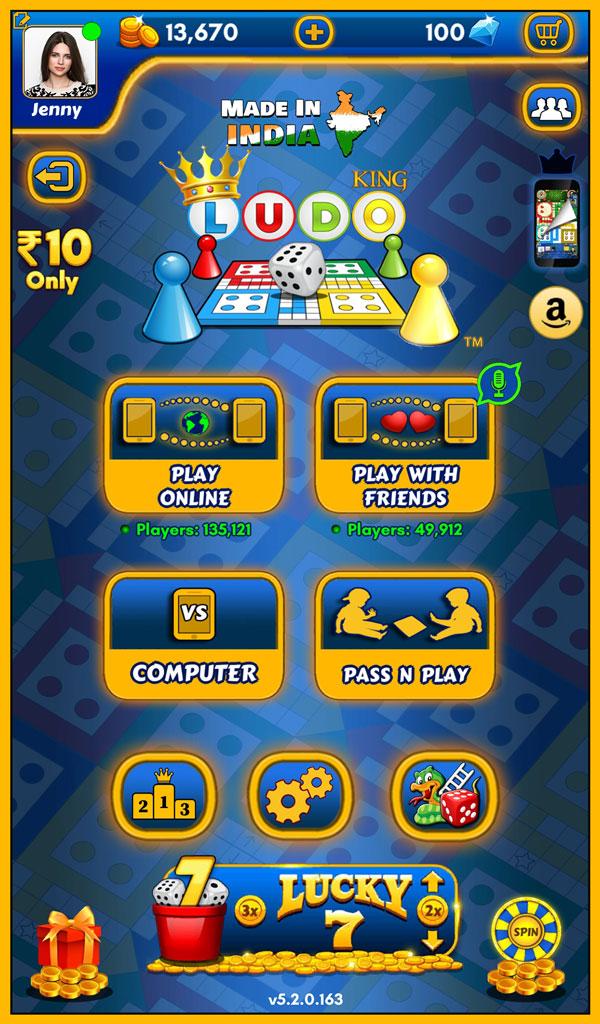 13,670
100
Jenny
MADE IN
INDIA
KING
LUDO
₹10
Only
a
TM
PLAY
ONLINE
PLAY WITH
FRIENDS
Players: 135,121
Players: 49,912
VS
COMPUTER
PASS N PLAY
2 1 3
7
3x
LUCKY
7
2x
SPIN
v5.2.0.163